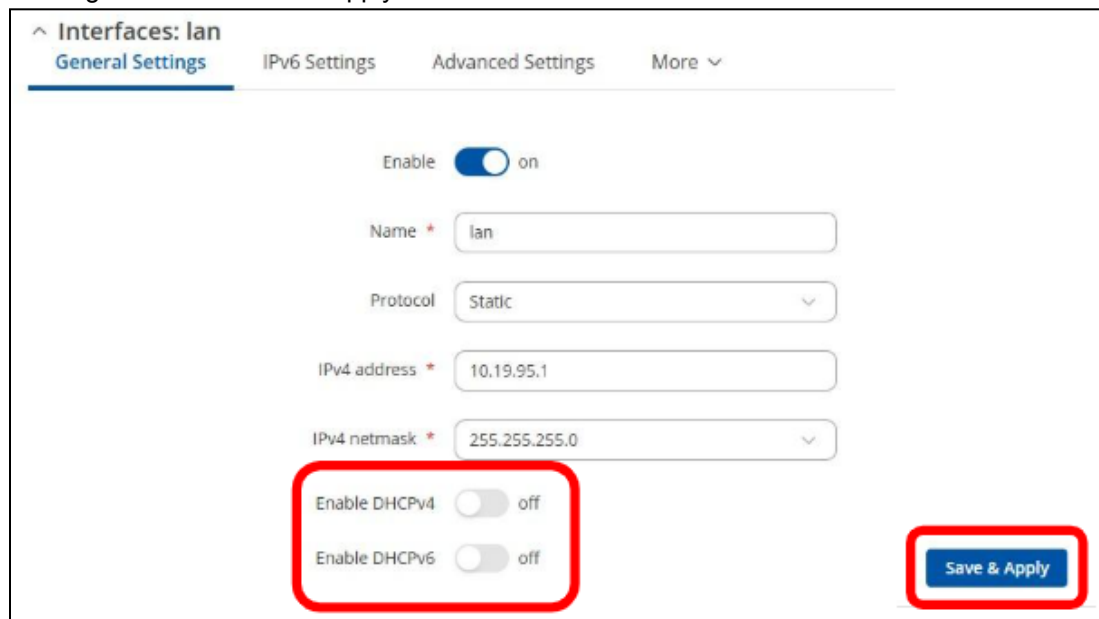 Interfaces: lan
General Settings IPv6 Settings Advanced Settings More
Enable on
Name * lan
Protocol Static
IPv4 address * 10.19.95.1
IPv4 netmask * 255.255.255.0
Enable DHCPv4 off
Enable DHCPv6 off
Save & Apply